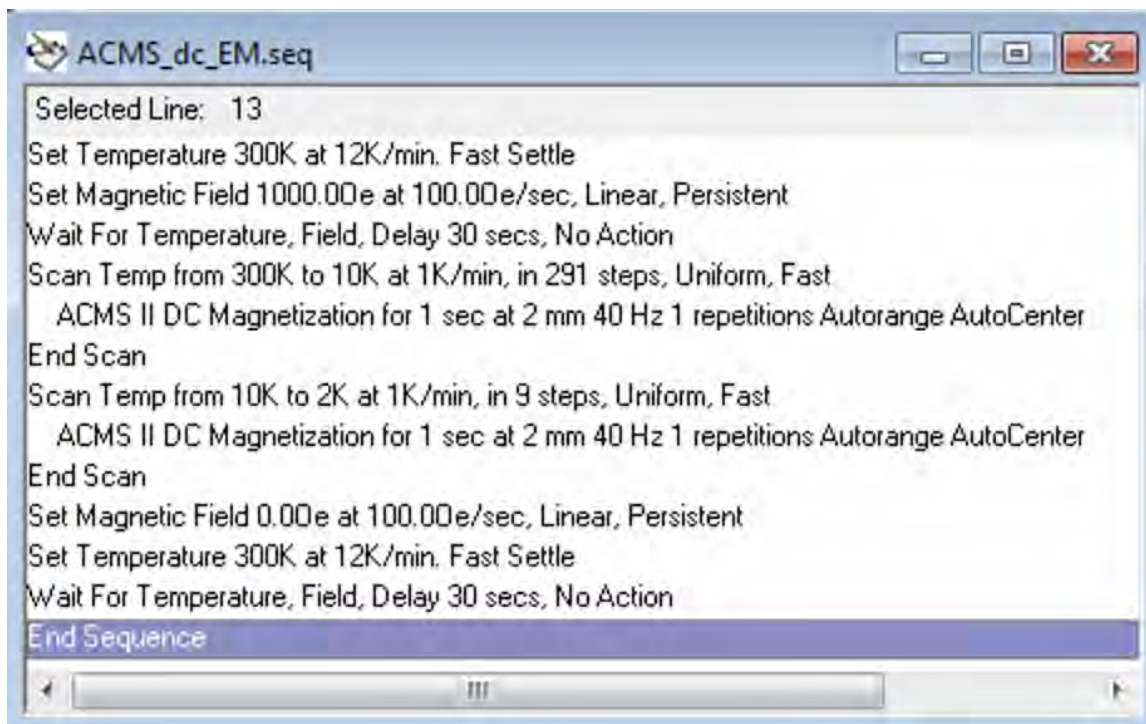 ACMS_dc_EM.seq
Selected Line: 13
Set Temperature 300K at 12K/min. Fast Settle
Set Magnetic Field 1000.0Oe at 100.0Oe/sec, Linear, Persistent
Wait For Temperature, Field, Delay 30 secs, No Action
Scan Temp from 300K to 10K at 1K/min, in 291 steps, Uniform, Fast
ACMS II DC Magnetization for 1 sec at 2 mm 40 Hz 1 repetitions Autorange AutoCenter
End Scan
Scan Temp from 10K to 2K at 1K/min, in 9 steps, Uniform, Fast
ACMS II DC Magnetization for 1 sec at 2 mm 40 Hz 1 repetitions Autorange AutoCenter
End Scan
Set Magnetic Field 0.0Oe at 100.0Oe/sec, Linear, Persistent
Set Temperature 300K at 12K/min. Fast Settle
Wait For Temperature, Field, Delay 30 secs, No Action
End Sequence